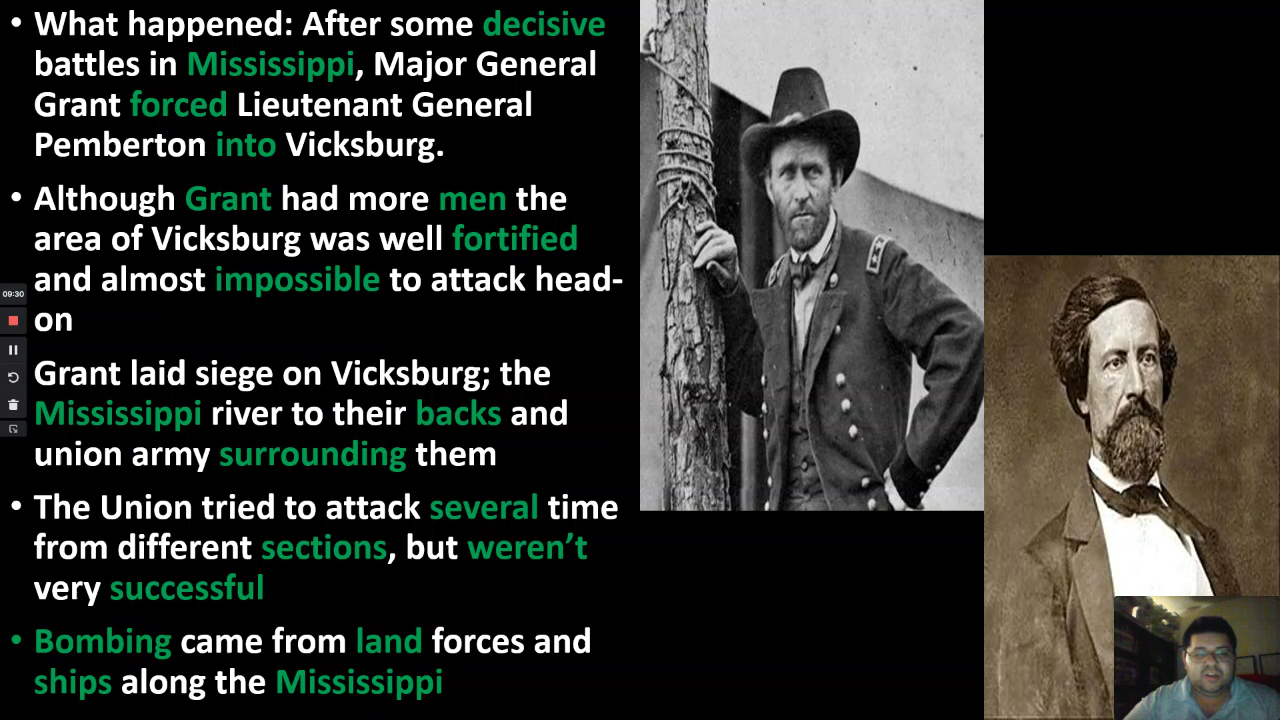 • What happened: After some decisive
battles in Mississippi, Major General
Grant forced Lieutenant General
Pemberton into Vicksburg.
• Although Grant had more men the
area of Vicksburg was well fortified
and almost impossible to attack head-
on
Grant laid siege on Vicksburg; the
Mississippi river to their backs and
union army surrounding them
• The Union tried to attack several time
from different sections, but weren’t
very successful
• Bombing came from land forces and
ships along the Mississippi
09:30